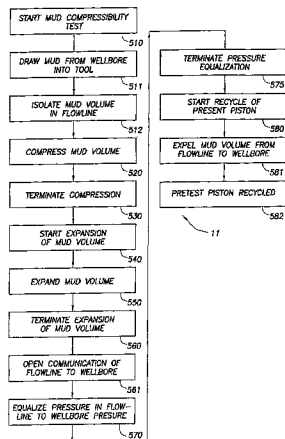 START MUD COMPRESSIBILITY
TEST
510
DRAW MUD FROM WELLBORE
INTO TOOL
511
ISOLATE MUD VOLUME
IN FLOWLINE
512
COMPRESS MUD VOLUME
520
TERMINATE COMPRESSION
530
START EXPANSION
OF MUD VOLUME
540
EXPAND MUD VOLUME
550
TERMINATE EXPANSION
OF MUD VOLUME
560
OPEN COMMUNICATION OF
FLOWLINE TO WELLBORE
561
EQUALIZE PRESSURE IN FLOW-
LINE TO WELLBORE PRESURE
570
TERMINATE PRESSURE
EQUALIZATION
575
START RECYCLE OF
PRESENT PISTON
580
EXPEL MUD VOLUME FROM
FLOWLINE TO WELLBORE
581
PRETEST PISTON RECYCLED
582
11